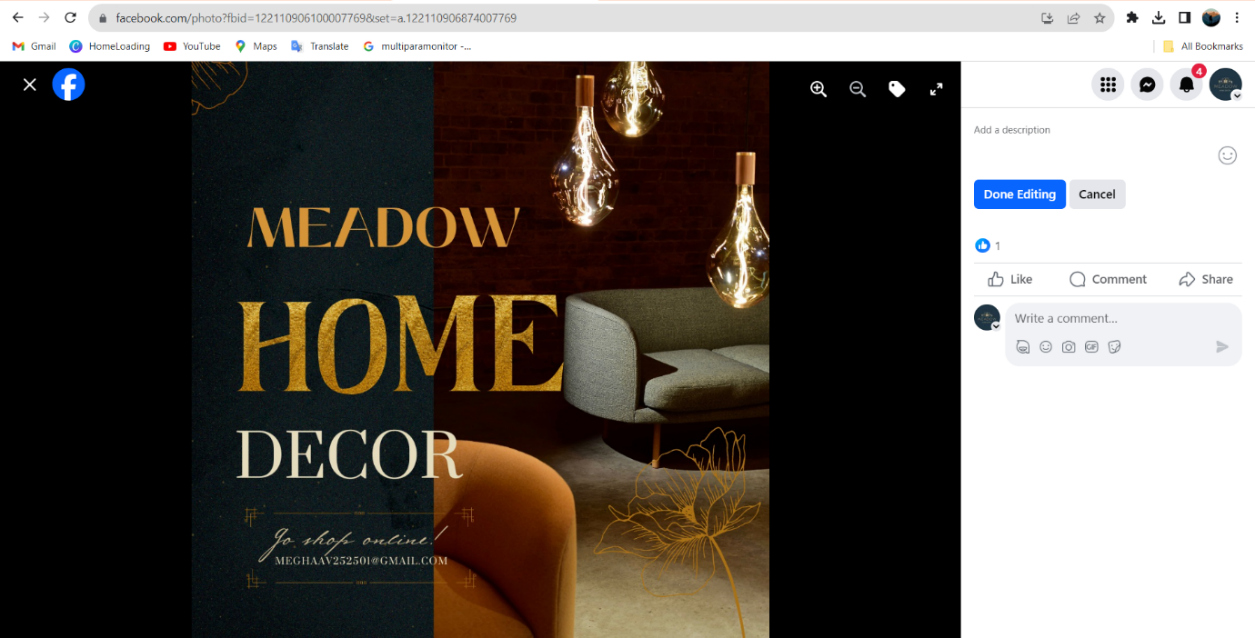 facebook.com/photo?fbid=122110906100007769&set=a.122110906874007769
Gmail
HomeLoading
YouTube
Maps
Translate
multiparamonitor -...
All Bookmarks
4
MEADOW
HOME
DECOR
Go shop online!
MEGHAAV252501@GMAIL.COM
Add a description
Done Editing
Cancel
1
Like
Comment
Share
Write a comment...
GIF